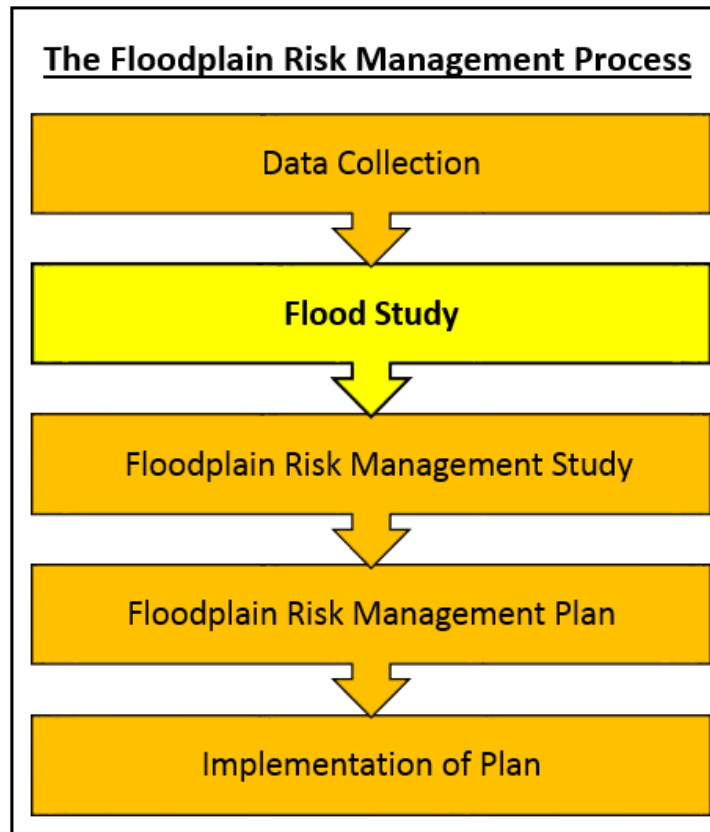 The Floodplain Risk Management Process
Data Collection
Flood Study
Floodplain Risk Management Study
Floodplain Risk Management Plan
Implementation of Plan